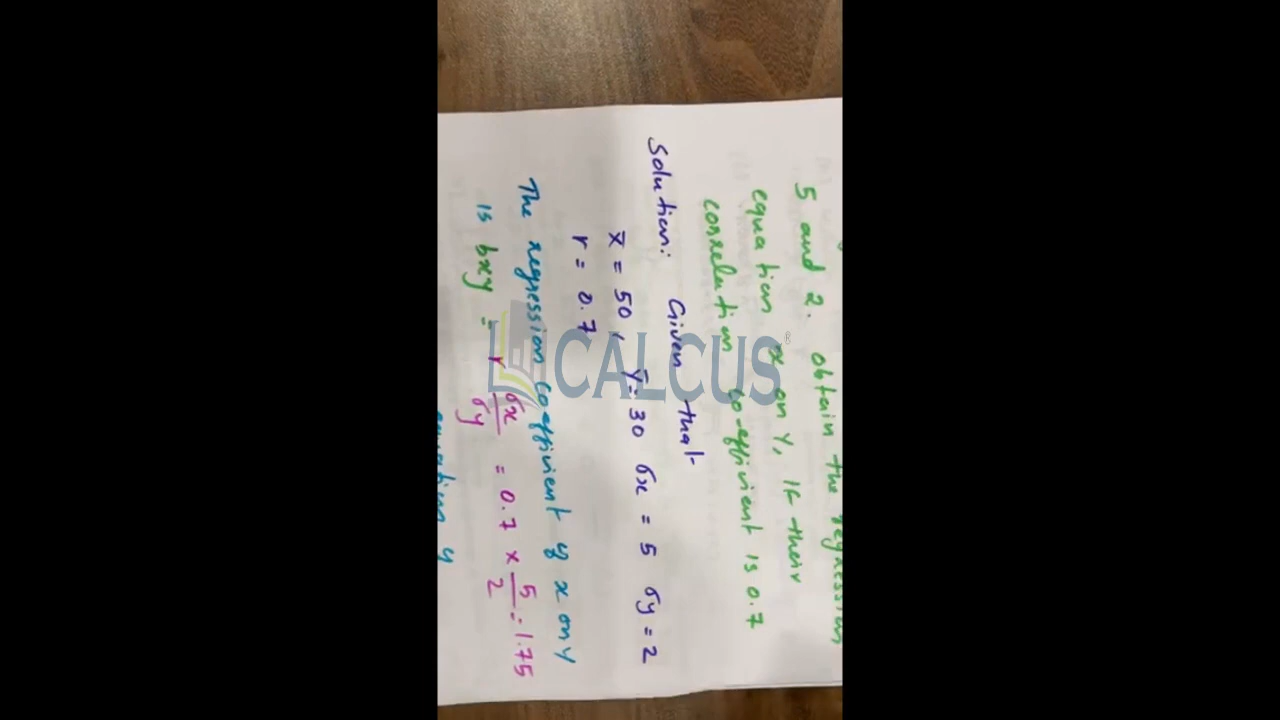 5 and 2. obtain the regression
equation x on y, If their
correlation co-efficient is 0.7
Solution: Given that
x̄ = 50, ȳ = 30 σx = 5 σy = 2
r = 0.7
The regression coefficient of x on y
is bxy = r σx/σy = 0.7 × 5/2 = 1.75
CALCUS